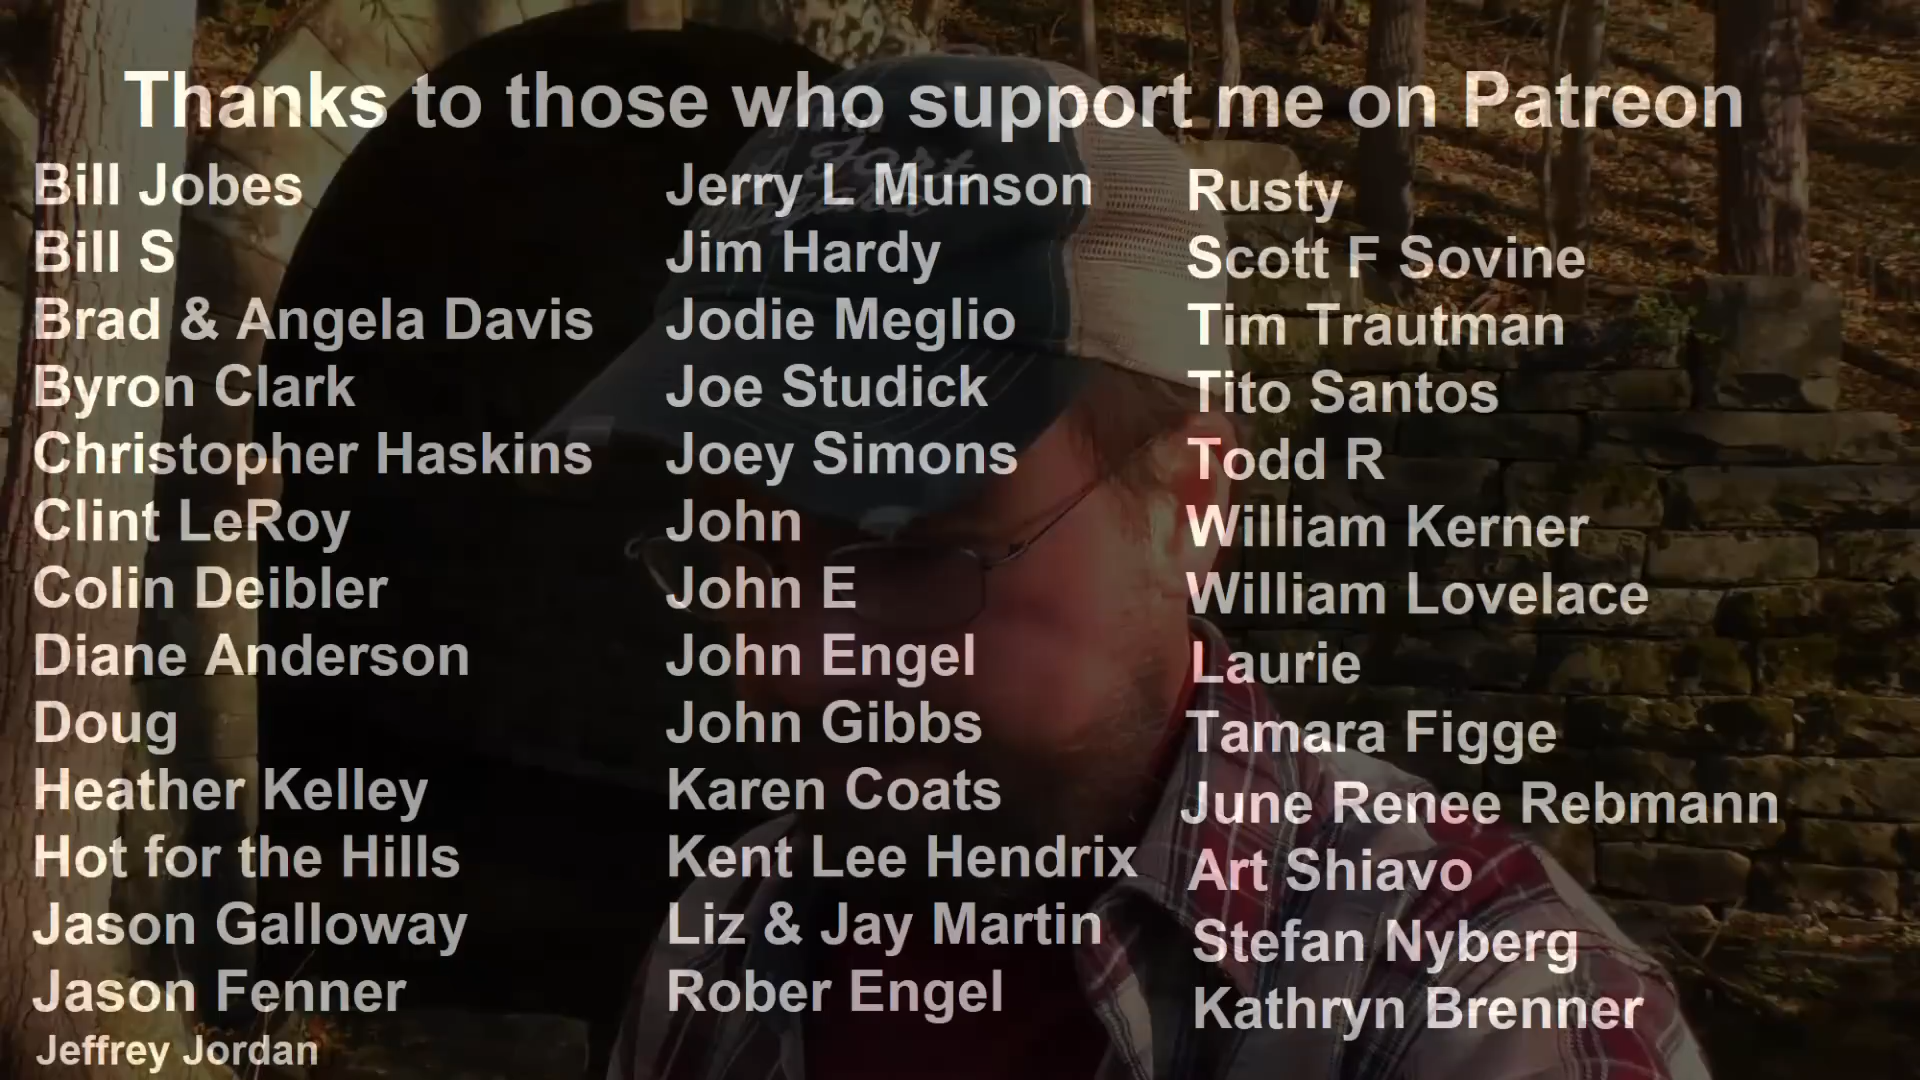 Thanks to those who support me on Patreon
Bill Jobes
Bill S
Brad & Angela Davis
Byron Clark
Christopher Haskins
Clint LeRoy
Colin Deibler
Diane Anderson
Doug
Heather Kelley
Hot for the Hills
Jason Galloway
Jason Fenner
Jeffrey Jordan
Jerry L Munson
Jim Hardy
Jodie Meglio
Joe Studick
Joey Simons
John
John E
John Engel
John Gibbs
Karen Coats
Kent Lee Hendrix
Liz & Jay Martin
Rober Engel
Rusty
Scott F Sovine
Tim Trautman
Tito Santos
Todd R
William Kerner
William Lovelace
Laurie
Tamara Figge
June Renee Rebmann
Art Shiavo
Stefan Nyberg
Kathryn Brenner